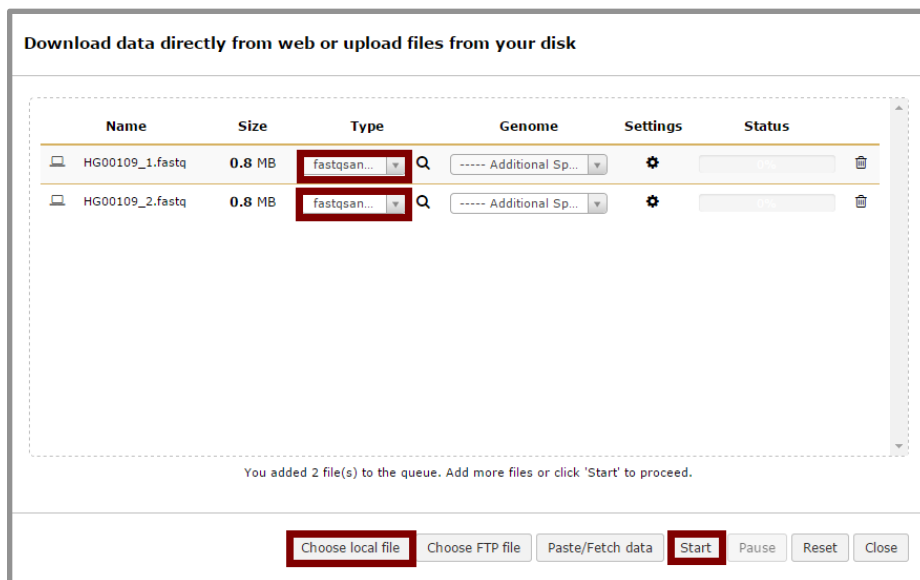 Download data directly from web or upload files from your disk
Name Size Type Genome Settings Status
HG00109_1.fastq 0.8 MB fastqsan... ----- Additional Sp... 0%
HG00109_2.fastq 0.8 MB fastqsan... ----- Additional Sp... 0%
You added 2 file(s) to the queue. Add more files or click 'Start' to proceed.
Choose local file Choose FTP file Paste/Fetch data Start Pause Reset Close